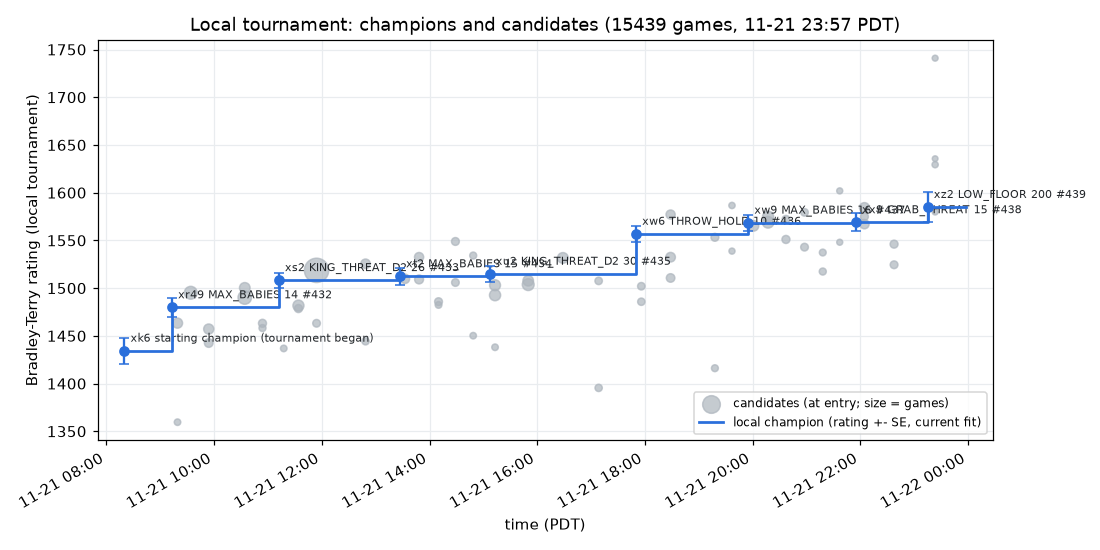 Local tournament: champions and candidates (15439 games, 11-21 23:57 PDT)
Bradley-Terry rating (local tournament)
1750
1700
1650
1600
1550
1500
1450
1400
1350
xz2 LOW_FLOOR 200 #439
THREAT 15 #438
xw9 MAX_BABIES
xw6 THROW_HOLD 10 #436
KING_THREAT_D2 30 #435
MAX_BABIES
xs2 KING_THREAT_D2 26 #433
xr49 MAX_BABIES 14 #432
xk6 starting champion (tournament began)
candidates (at entry; size = games)
local champion (rating +- SE, current fit)
11-21 08:00
11-21 10:00
11-21 12:00
11-21 14:00
11-21 16:00
11-21 18:00
11-21 20:00
11-21 22:00
11-22 00:00
time (PDT)